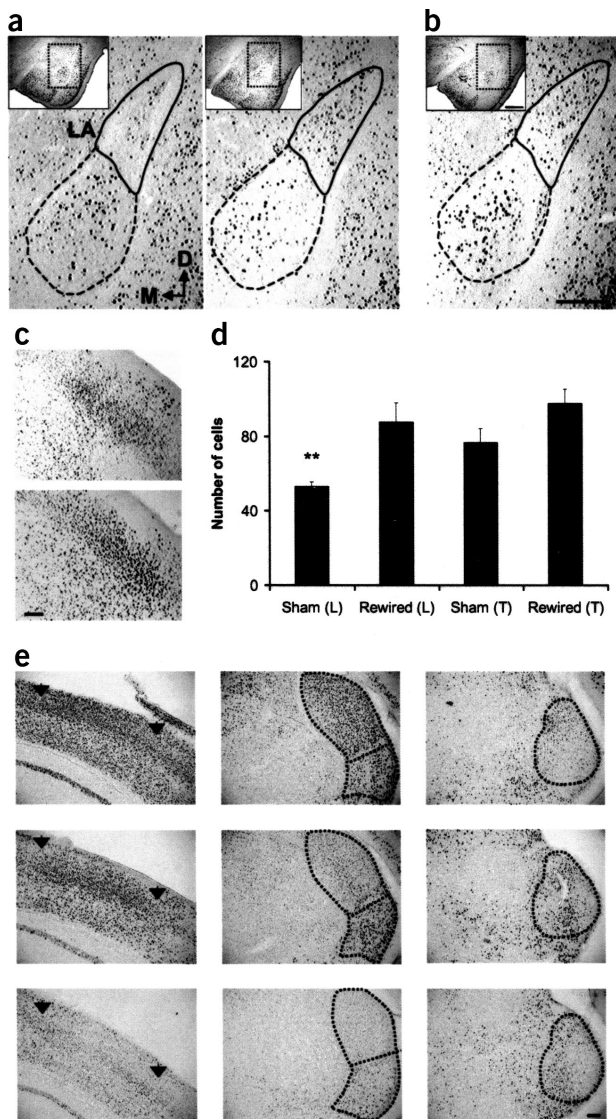 a
b
LA
D
M
c
d
120
80
40
0
Number of cells
**
Sham (L) Rewired (L) Sham (T) Rewired (T)
e